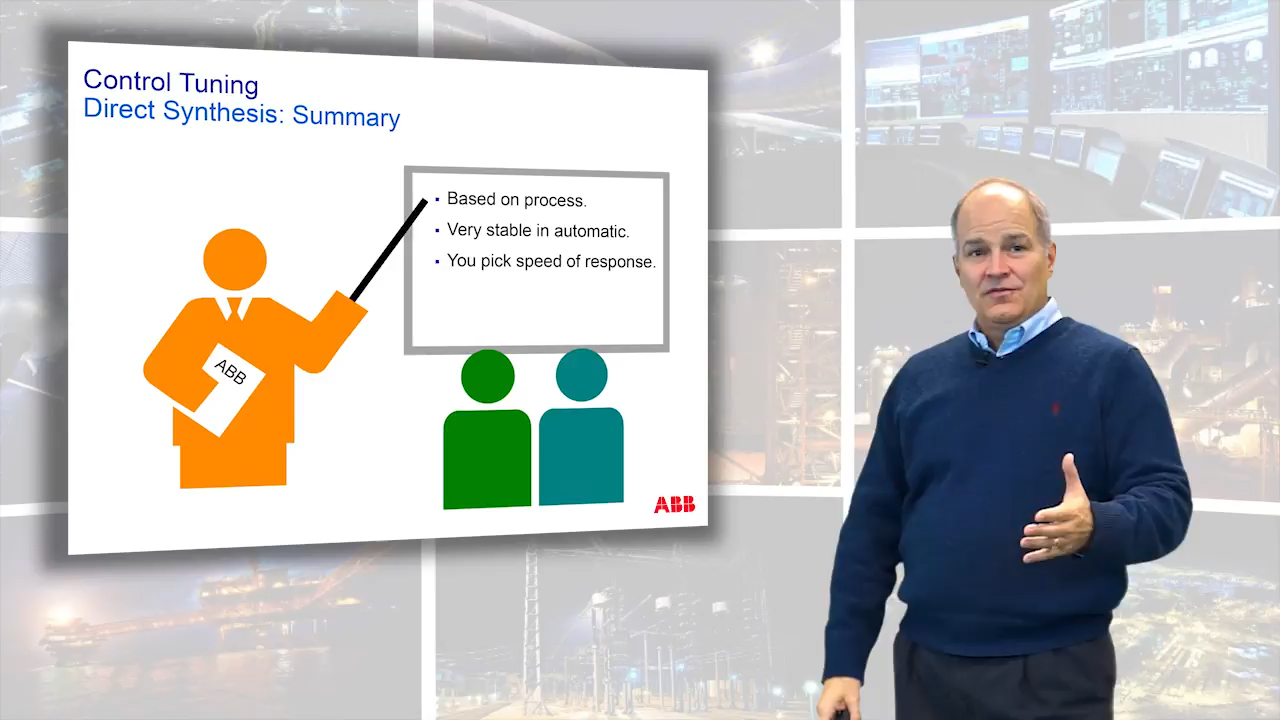 Control Tuning
Direct Synthesis: Summary
▪ Based on process.
▪ Very stable in automatic.
▪ You pick speed of response.
ABB
ABB